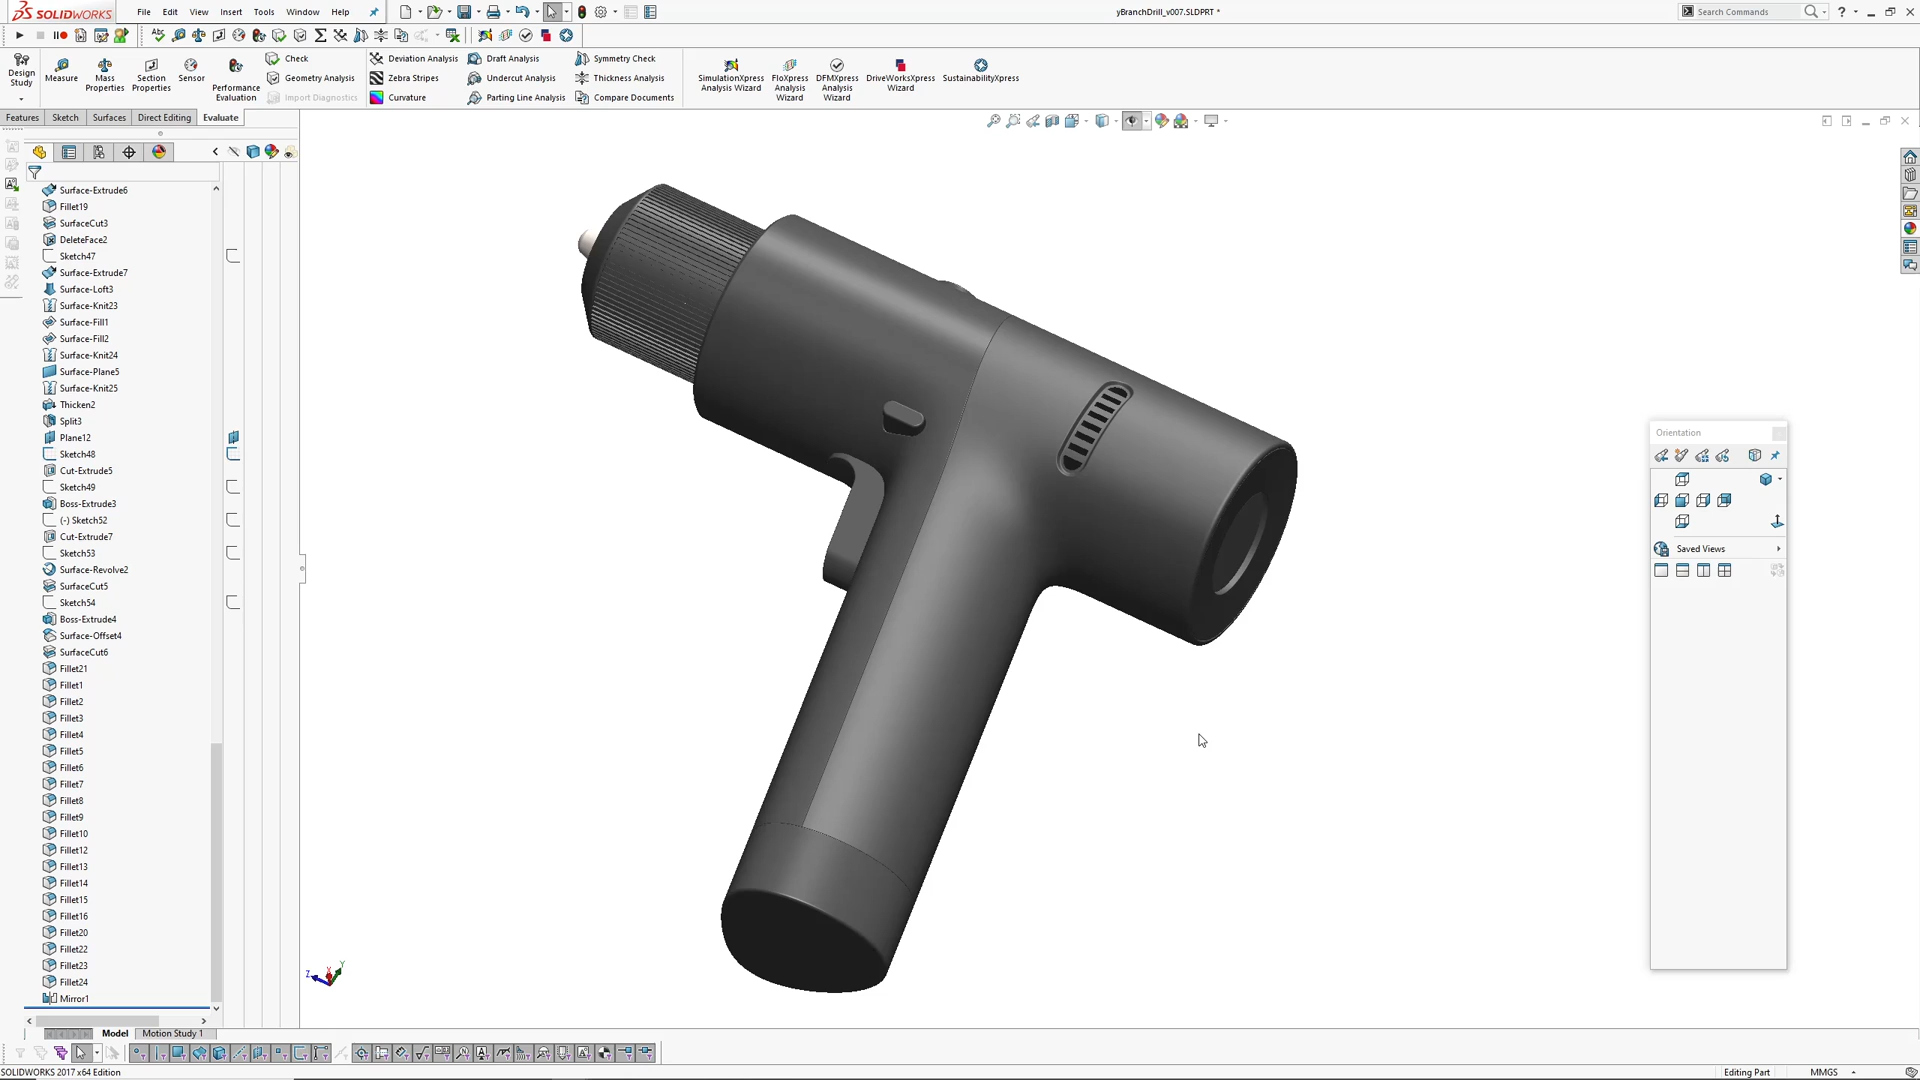 SOLIDWORKS File Edit View Insert Tools Window Help yBranchDrill_v007.SLDPRT * Search Commands
Design Study
Measure
Mass Properties
Section Properties
Sensor
Performance Evaluation
Check
Geometry Analysis
Import Diagnostics
Deviation Analysis
Zebra Stripes
Curvature
Draft Analysis
Undercut Analysis
Parting Line Analysis
Symmetry Check
Thickness Analysis
Compare Documents
SimulationXpress Analysis Wizard
FloXpress Analysis Wizard
DFMXpress Analysis Wizard
DriveWorksXpress Wizard
SustainabilityXpress
Features Sketch Surfaces Direct Editing Evaluate
Surface-Extrude6
Fillet19
SurfaceCut3
DeleteFace2
Sketch47
Surface-Extrude7
Surface-Loft3
Surface-Knit23
Surface-Fill1
Surface-Fill2
Surface-Knit24
Surface-Plane5
Surface-Knit25
Thicken2
Split3
Plane12
Sketch48
Cut-Extrude5
Sketch49
Boss-Extrude3
(-) Sketch52
Cut-Extrude7
Sketch53
Surface-Revolve2
SurfaceCut5
Sketch54
Boss-Extrude4
Surface-Offset4
SurfaceCut6
Fillet21
Fillet1
Fillet2
Fillet3
Fillet4
Fillet5
Fillet6
Fillet7
Fillet8
Fillet9
Fillet10
Fillet12
Fillet13
Fillet14
Fillet15
Fillet16
Fillet20
Fillet22
Fillet23
Fillet24
Mirror1
Orientation
Saved Views
Z X Y
Model Motion Study 1
SOLIDWORKS 2017 x64 Edition Editing Part MMGS